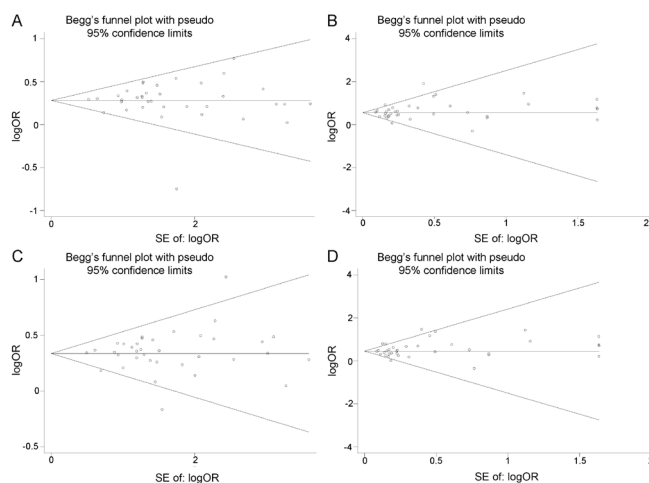 A
Begg's funnel plot with pseudo
95% confidence limits
1
0.5
0
-0.5
-1
logOR
0
2
SE of: logOR
B
Begg's funnel plot with pseudo
95% confidence limits
4
2
0
-2
-4
logOR
0
0.5
1
1.5
2
SE of: logOR
C
Begg's funnel plot with pseudo
95% confidence limits
1
0.5
0
-0.5
logOR
0
2
SE of: logOR
D
Begg's funnel plot with pseudo
95% confidence limits
4
2
0
-2
-4
logOR
0
0.5
1
1.5
2
SE of: logOR